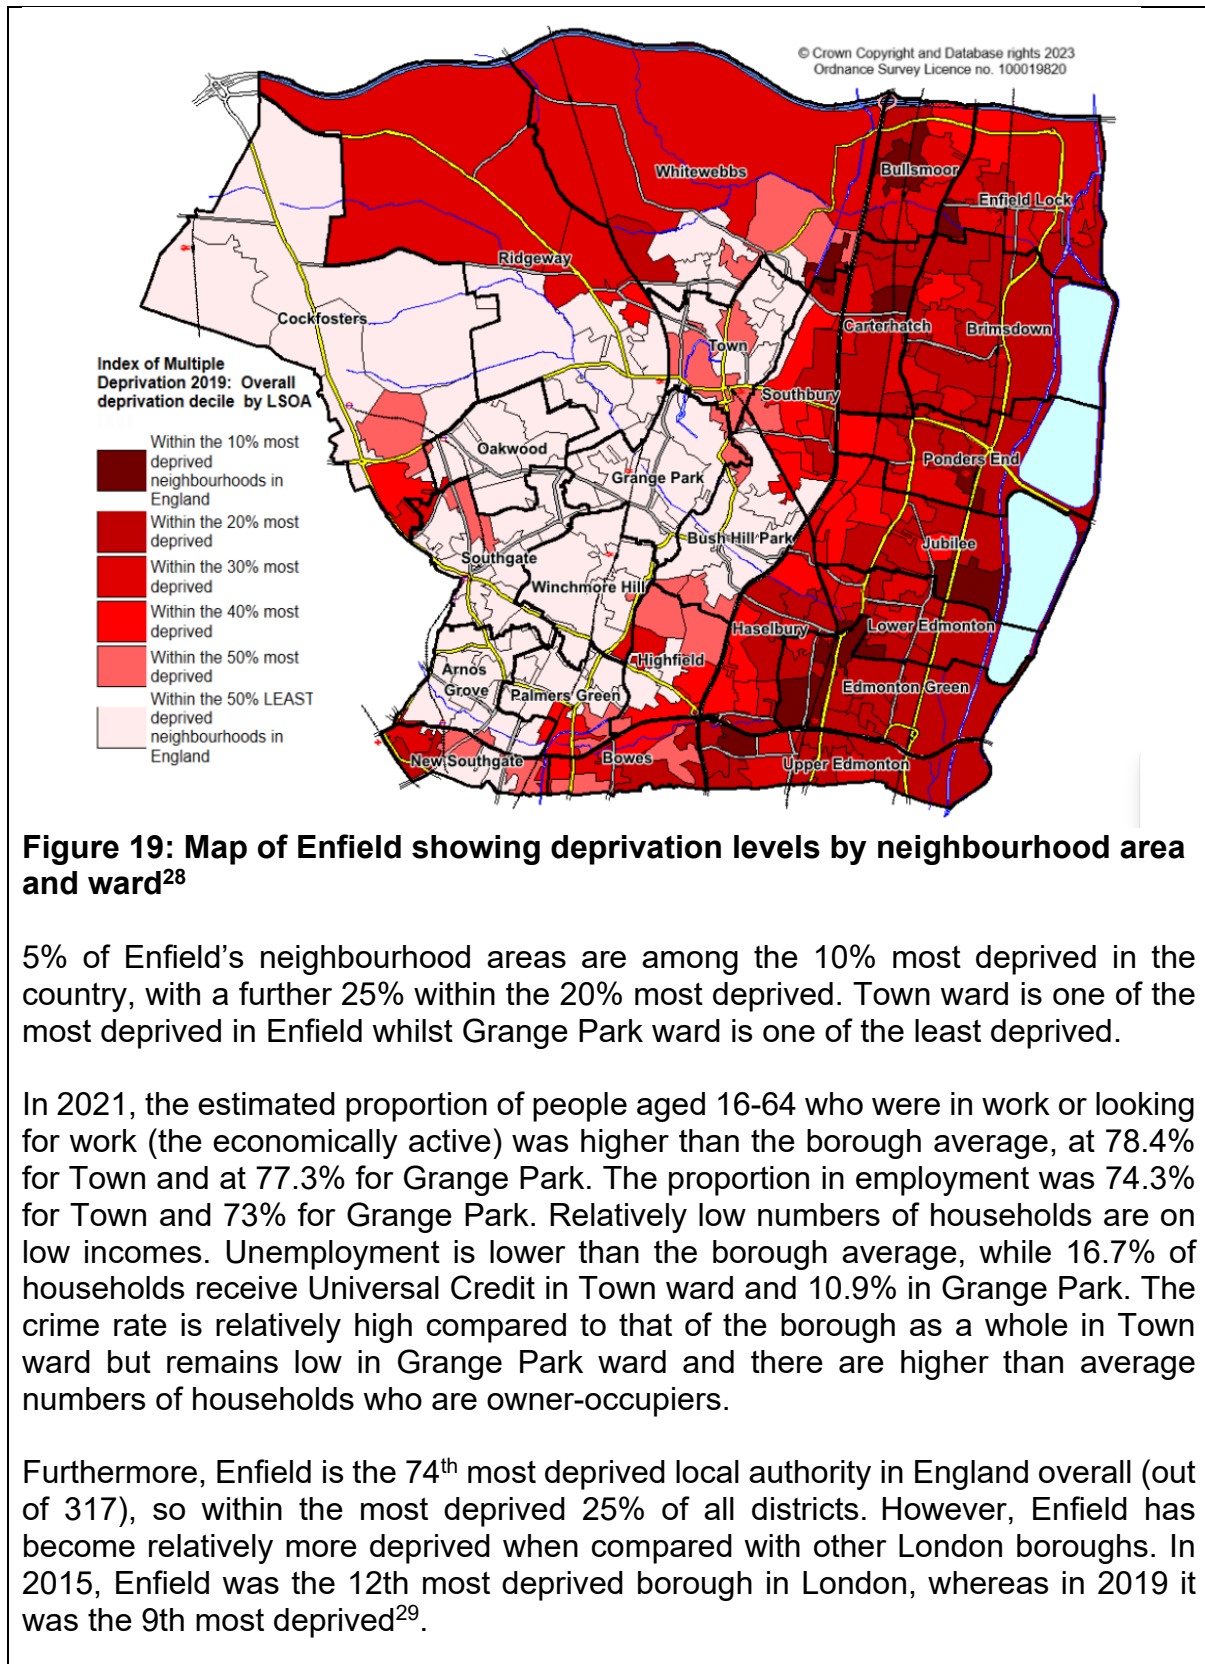 © Crown Copyright and Database rights 2023
Ordnance Survey Licence no. 100019820
Whitewebbs
Bullsmoor
Enfield Lock
Ridgeway
Cockfosters
Carterhatch
Brimsdown
Town
Southbury
Index of Multiple
Deprivation 2019: Overall
deprivation decile by LSOA
Within the 10% most
deprived
neighbourhoods in
England
Within the 20% most
deprived
Within the 30% most
deprived
Within the 40% most
deprived
Within the 50% most
deprived
Within the 50% LEAST
deprived
neighbourhoods in
England
Oakwood
Grange Park
Ponders End
Bush Hill Park
Jubilee
Southgate
Winchmore Hill
Haselbury
Lower Edmonton
Highfield
Arnos
Grove
Palmers Green
Edmonton Green
New Southgate
Bowes
Upper Edmonton
Figure 19: Map of Enfield showing deprivation levels by neighbourhood area
and ward28
5% of Enfield’s neighbourhood areas are among the 10% most deprived in the
country, with a further 25% within the 20% most deprived. Town ward is one of the
most deprived in Enfield whilst Grange Park ward is one of the least deprived.
In 2021, the estimated proportion of people aged 16-64 who were in work or looking
for work (the economically active) was higher than the borough average, at 78.4%
for Town and at 77.3% for Grange Park. The proportion in employment was 74.3%
for Town and 73% for Grange Park. Relatively low numbers of households are on
low incomes. Unemployment is lower than the borough average, while 16.7% of
households receive Universal Credit in Town ward and 10.9% in Grange Park. The
crime rate is relatively high compared to that of the borough as a whole in Town
ward but remains low in Grange Park ward and there are higher than average
numbers of households who are owner-occupiers.
Furthermore, Enfield is the 74th most deprived local authority in England overall (out
of 317), so within the most deprived 25% of all districts. However, Enfield has
become relatively more deprived when compared with other London boroughs. In
2015, Enfield was the 12th most deprived borough in London, whereas in 2019 it
was the 9th most deprived29.